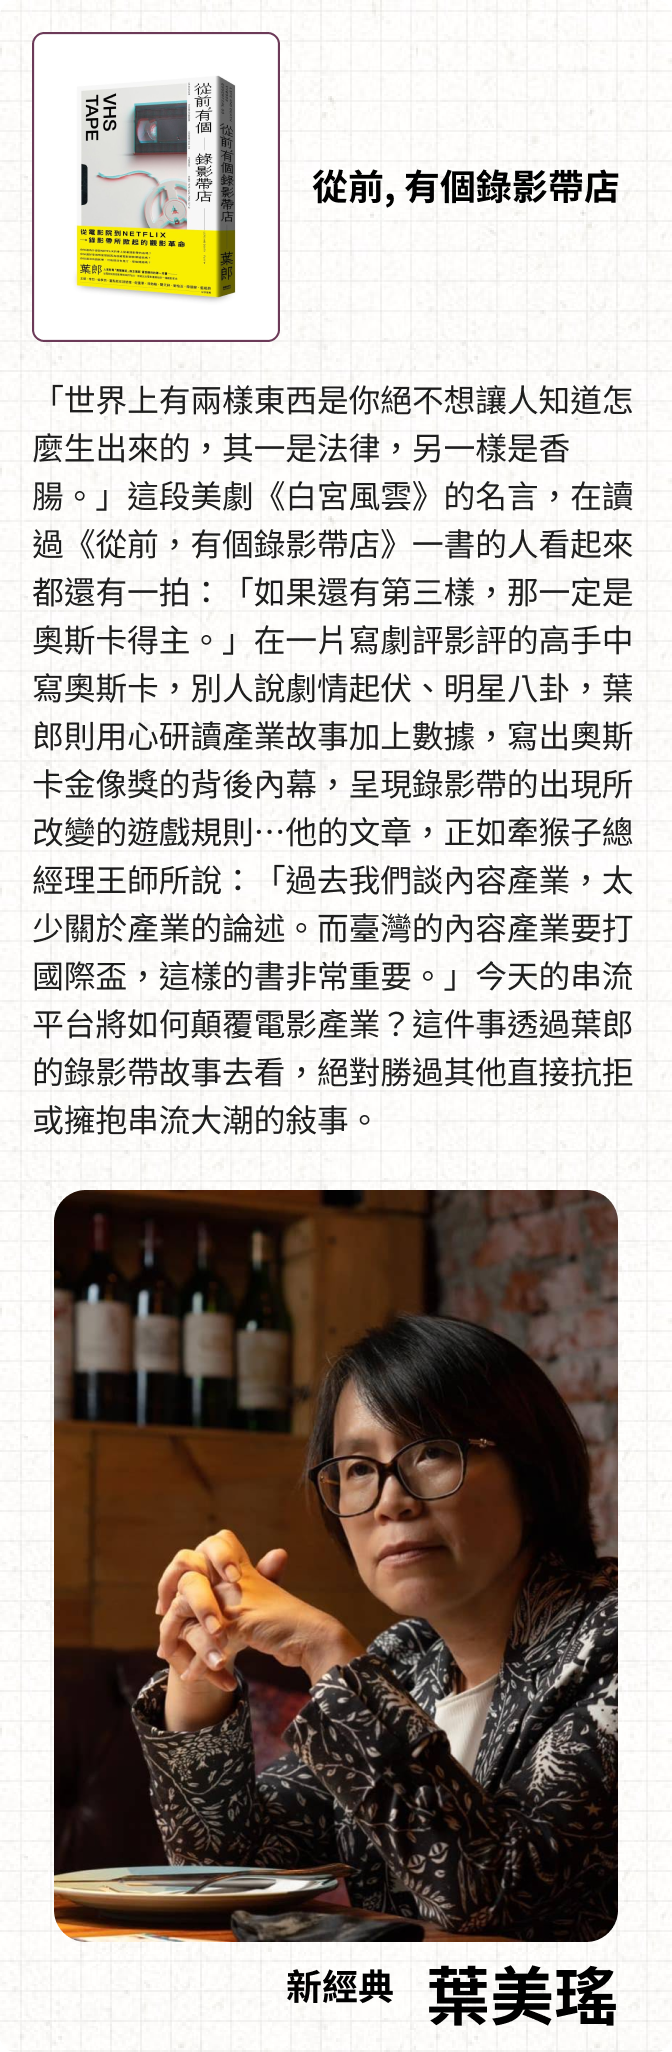 VHS
TAPE
從前有個
錄影帶店
從前有個錄影帶店
葉郎
從電影院到NETFLIX
錄影帶所掀起的觀影革命
葉郎
從前, 有個錄影帶店
「世界上有兩樣東西是你絕不想讓人知道怎
麼生出來的，其一是法律，另一樣是香
腸。」這段美劇《白宮風雲》的名言，在讀
過《從前，有個錄影帶店》一書的人看起來
都還有一拍：「如果還有第三樣，那一定是
奧斯卡得主。」在一片寫劇評影評的高手中
寫奧斯卡，別人說劇情起伏、明星八卦，葉
郎則用心研讀產業故事加上數據，寫出奧斯
卡金像獎的背後內幕，呈現錄影帶的出現所
改變的遊戲規則…他的文章，正如牽猴子總
經理王師所說：「過去我們談內容產業，太
少關於產業的論述。而臺灣的內容產業要打
國際盃，這樣的書非常重要。」今天的串流
平台將如何顛覆電影產業？這件事透過葉郎
的錄影帶故事去看，絕對勝過其他直接抗拒
或擁抱串流大潮的敍事。
新經典 葉美瑤